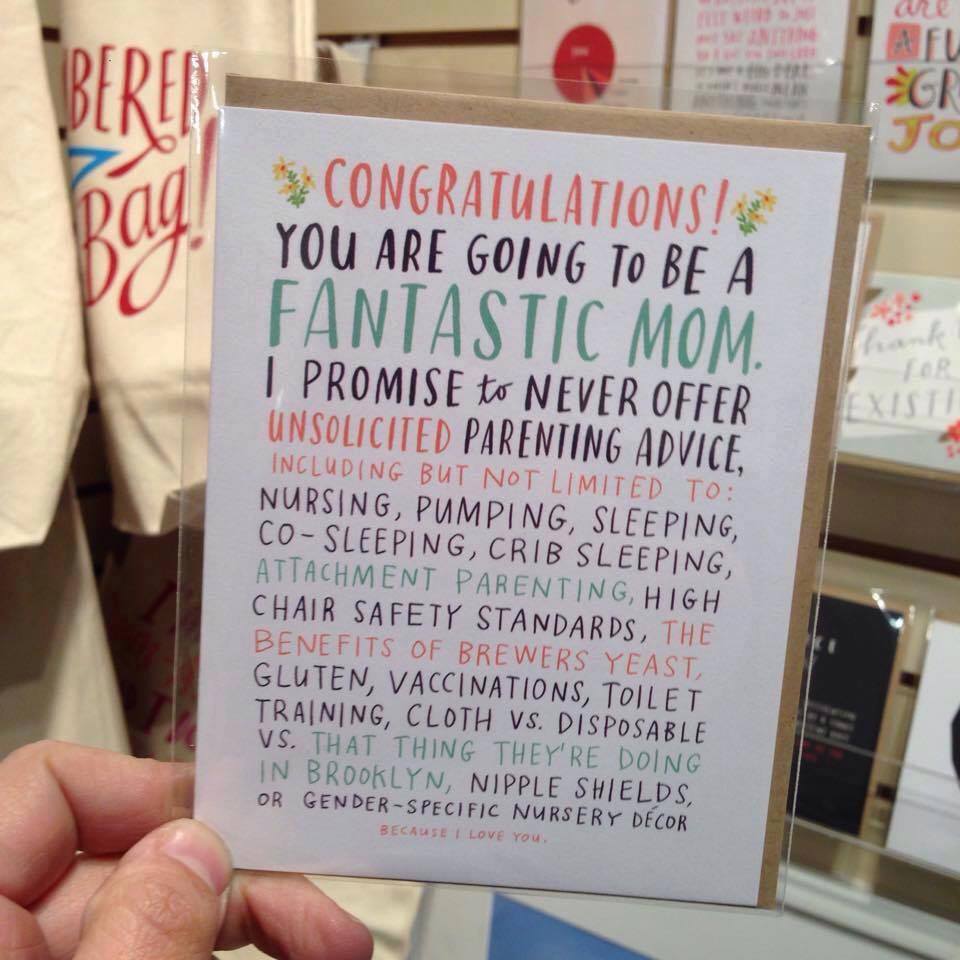 CONGRATULATIONS!
YOU ARE GOING TO BE A
FANTASTIC MOM.
I PROMISE to NEVER OFFER
UNSOLICITED PARENTING ADVICE,
INCLUDING BUT NOT LIMITED TO:
NURSING, PUMPING, SLEEPING,
CO-SLEEPING, CRIB SLEEPING,
ATTACHMENT PARENTING, HIGH
CHAIR SAFETY STANDARDS, THE
BENEFITS OF BREWERS YEAST,
GLUTEN, VACCINATIONS, TOILET
TRAINING, CLOTH VS. DISPOSABLE
VS. THAT THING THEY'RE DOING
IN BROOKLYN, NIPPLE SHIELDS,
OR GENDER-SPECIFIC NURSERY DÉCOR
BECAUSE I LOVE YOU.
Bag!
are
A
GR
JO
thank
FOR
EXISTI